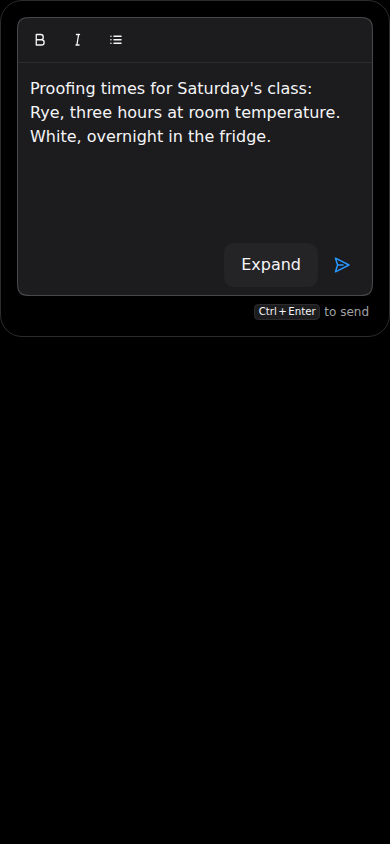 B I
Proofing times for Saturday's class:
Rye, three hours at room temperature.
White, overnight in the fridge.
Expand
Ctrl+Enter to send